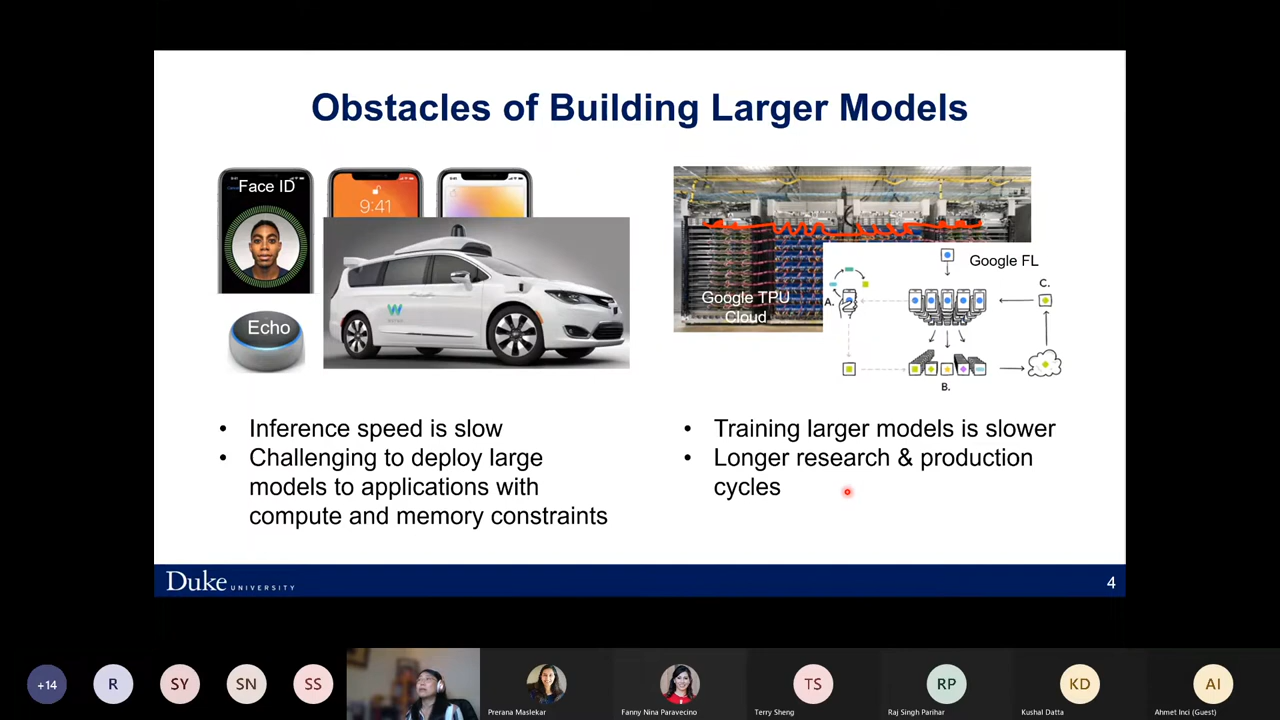 Obstacles of Building Larger Models
Face ID
9:41
Echo
Google TPU
Cloud
Google FL
A.
C.
B.
• Inference speed is slow
• Challenging to deploy large
models to applications with
compute and memory constraints
• Training larger models is slower
• Longer research & production
cycles
Duke UNIVERSITY
4
+14
R
SY
SN
SS
TS
RP
KD
AI
Prerana Maslekar
Fanny Nina Paravecino
Terry Sheng
Raj Singh Parihar
Kushal Datta
Ahmet Inci (Guest)